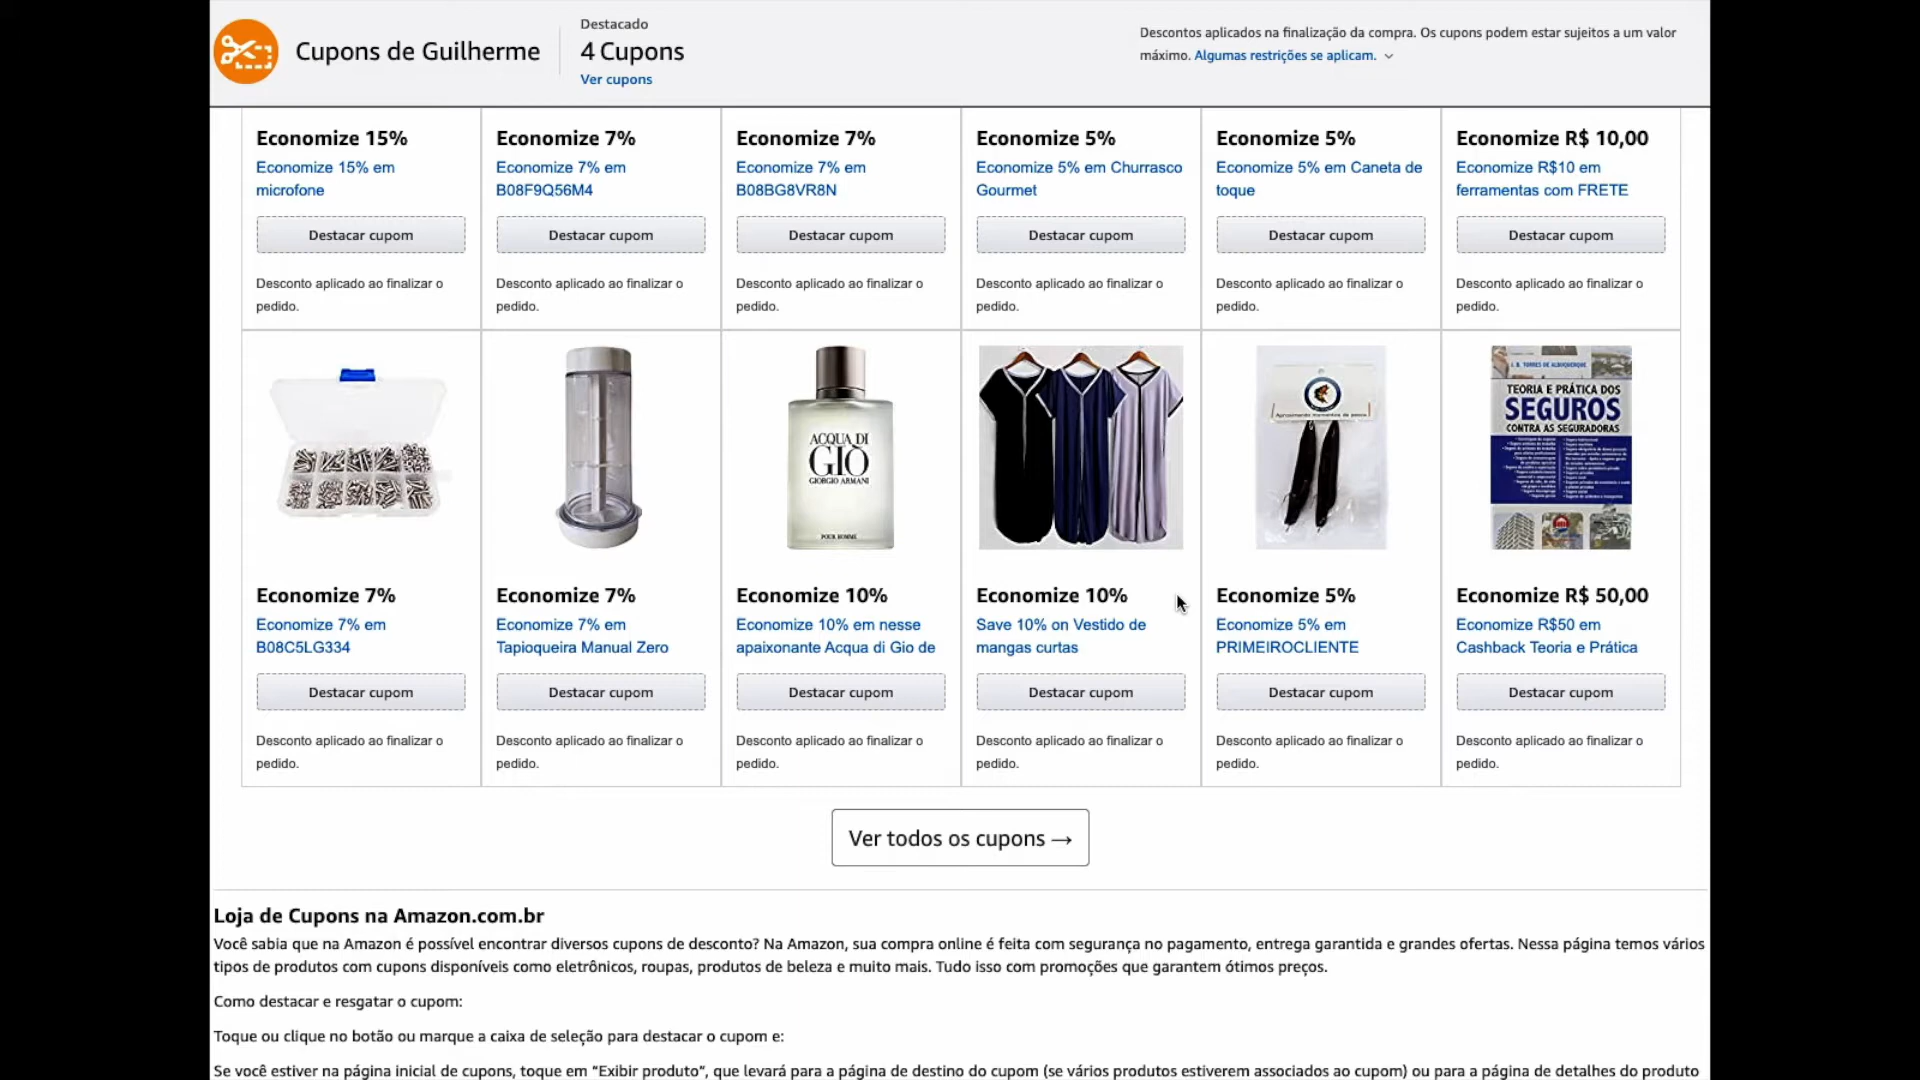 Cupons de Guilherme
Destacado
4 Cupons
Ver cupons
Descontos aplicados na finalização da compra. Os cupons podem estar sujeitos a um valor
máximo. Algumas restrições se aplicam.
Economize 15%
Economize 15% em
microfone
Destacar cupom
Desconto aplicado ao finalizar o
pedido.
Economize 7%
Economize 7% em
B08F9Q56M4
Destacar cupom
Desconto aplicado ao finalizar o
pedido.
Economize 7%
Economize 7% em
B08BG8VR8N
Destacar cupom
Desconto aplicado ao finalizar o
pedido.
Economize 5%
Economize 5% em Churrasco
Gourmet
Destacar cupom
Desconto aplicado ao finalizar o
pedido.
Economize 5%
Economize 5% em Caneta de
toque
Destacar cupom
Desconto aplicado ao finalizar o
pedido.
Economize R$ 10,00
Economize R$10 em
ferramentas com FRETE
Destacar cupom
Desconto aplicado ao finalizar o
pedido.
Economize 7%
Economize 7% em
B08C5LG334
Destacar cupom
Desconto aplicado ao finalizar o
pedido.
Economize 7%
Economize 7% em
Tapioqueira Manual Zero
Destacar cupom
Desconto aplicado ao finalizar o
pedido.
ACQUA DI
GIÒ
GIORGIO ARMANI
POUR HOMME
Economize 10%
Economize 10% em nesse
apaixonante Acqua di Gio de
Destacar cupom
Desconto aplicado ao finalizar o
pedido.
Economize 10%
Save 10% on Vestido de
mangas curtas
Destacar cupom
Desconto aplicado ao finalizar o
pedido.
Economize 5%
Economize 5% em
PRIMEIROCLIENTE
Destacar cupom
Desconto aplicado ao finalizar o
pedido.
J. B. TORRES DE ALBUQUERQUE
TEORIA E PRÁTICA DOS
SEGUROS
CONTRA AS SEGURADORAS
Economize R$ 50,00
Economize R$50 em
Cashback Teoria e Prática
Destacar cupom
Desconto aplicado ao finalizar o
pedido.
Ver todos os cupons →
Loja de Cupons na Amazon.com.br
Você sabia que na Amazon é possível encontrar diversos cupons de desconto? Na Amazon, sua compra online é feita com segurança no pagamento, entrega garantida e grandes ofertas. Nessa página temos vários
tipos de produtos com cupons disponíveis como eletrônicos, roupas, produtos de beleza e muito mais. Tudo isso com promoções que garantem ótimos preços.
Como destacar e resgatar o cupom:
Toque ou clique no botão ou marque a caixa de seleção para destacar o cupom e:
Se você estiver na página inicial de cupons, toque em “Exibir produto”, que levará para a página de destino do cupom (se vários produtos estiverem associados ao cupom) ou para a página de detalhes do produto